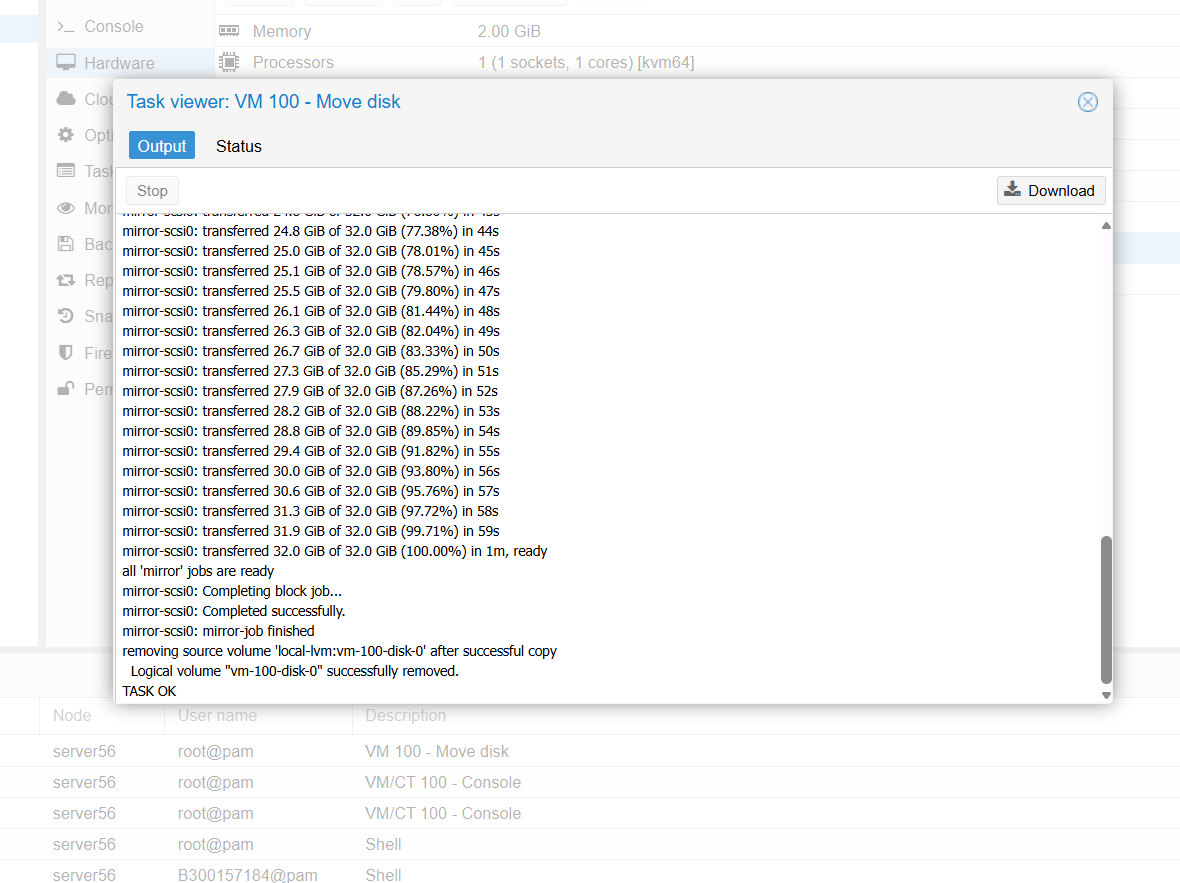 Console
Memory 2.00 GiB
Hardware
Processors 1 (1 sockets, 1 cores) [kvm64]
Task viewer: VM 100 - Move disk
Clou
Opti
Output Status
Task
Stop Download
Mon
Bac
Rep
Sna
Fire
Perm
mirror-scsi0: transferred 24.8 GiB of 32.0 GiB (77.38%) in 44s
mirror-scsi0: transferred 25.0 GiB of 32.0 GiB (78.01%) in 45s
mirror-scsi0: transferred 25.1 GiB of 32.0 GiB (78.57%) in 46s
mirror-scsi0: transferred 25.5 GiB of 32.0 GiB (79.80%) in 47s
mirror-scsi0: transferred 26.1 GiB of 32.0 GiB (81.44%) in 48s
mirror-scsi0: transferred 26.3 GiB of 32.0 GiB (82.04%) in 49s
mirror-scsi0: transferred 26.7 GiB of 32.0 GiB (83.33%) in 50s
mirror-scsi0: transferred 27.3 GiB of 32.0 GiB (85.29%) in 51s
mirror-scsi0: transferred 27.9 GiB of 32.0 GiB (87.26%) in 52s
mirror-scsi0: transferred 28.2 GiB of 32.0 GiB (88.22%) in 53s
mirror-scsi0: transferred 28.8 GiB of 32.0 GiB (89.85%) in 54s
mirror-scsi0: transferred 29.4 GiB of 32.0 GiB (91.82%) in 55s
mirror-scsi0: transferred 30.0 GiB of 32.0 GiB (93.80%) in 56s
mirror-scsi0: transferred 30.6 GiB of 32.0 GiB (95.76%) in 57s
mirror-scsi0: transferred 31.3 GiB of 32.0 GiB (97.72%) in 58s
mirror-scsi0: transferred 31.9 GiB of 32.0 GiB (99.71%) in 59s
mirror-scsi0: transferred 32.0 GiB of 32.0 GiB (100.00%) in 1m, ready
all 'mirror' jobs are ready
mirror-scsi0: Completing block job...
mirror-scsi0: Completed successfully.
mirror-scsi0: mirror-job finished
removing source volume 'local-lvm:vm-100-disk-0' after successful copy
Logical volume "vm-100-disk-0" successfully removed.
TASK OK
Node User name Description
server56 root@pam VM 100 - Move disk
server56 root@pam VM/CT 100 - Console
server56 root@pam VM/CT 100 - Console
server56 root@pam Shell
server56 B300157184@pam Shell